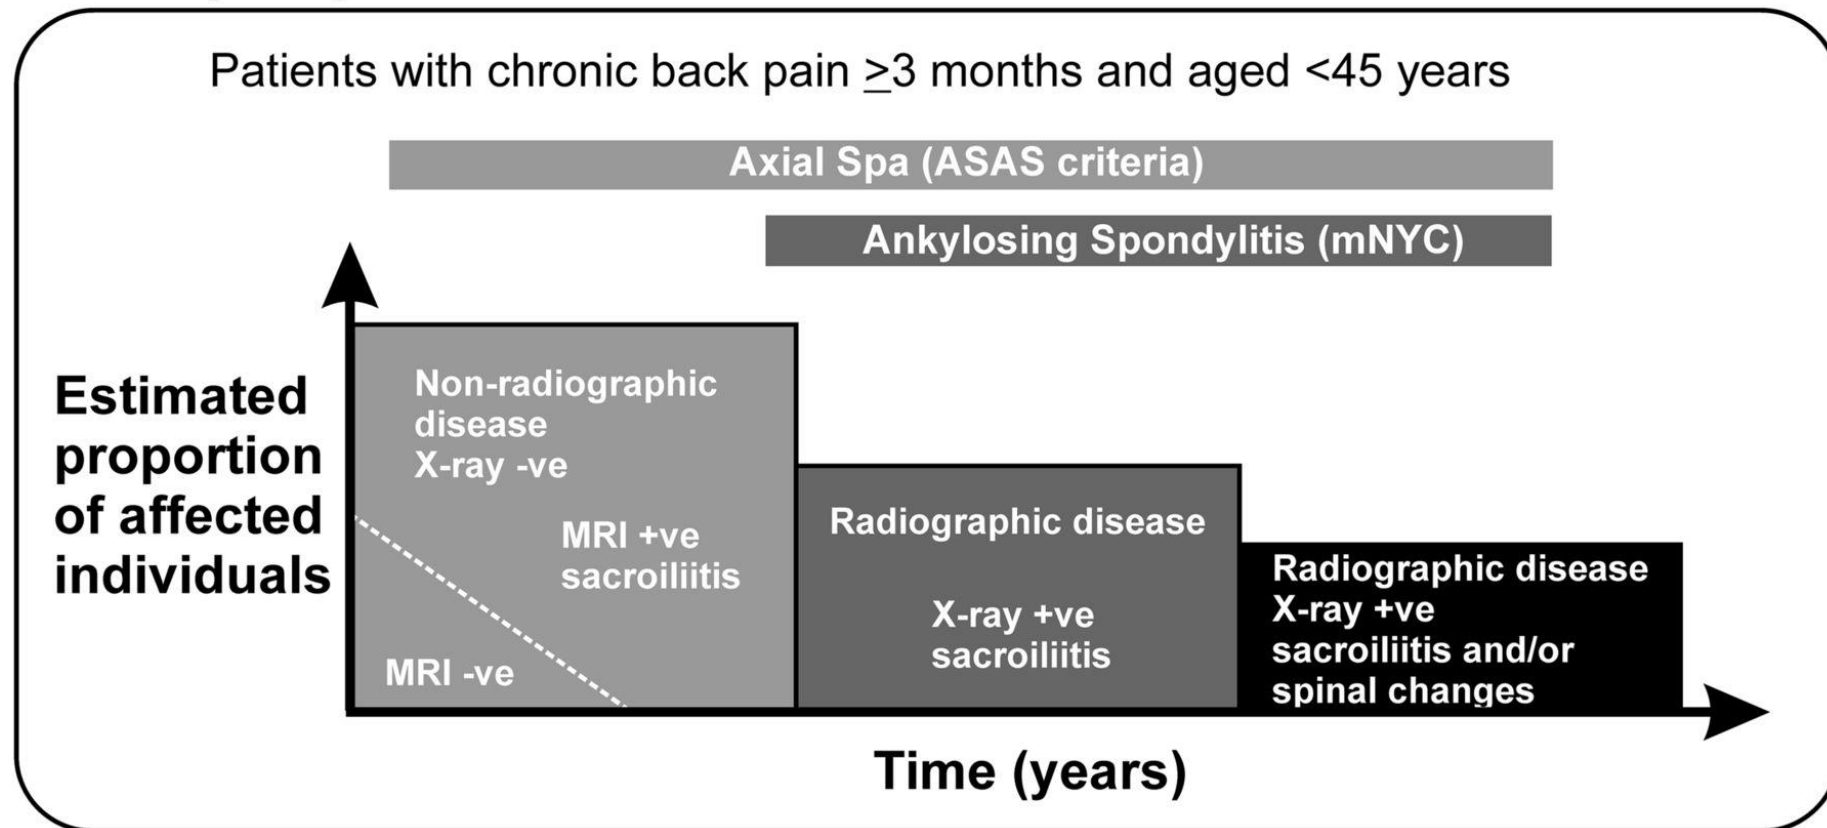 Patients with chronic back pain ≥3 months and aged <45 years
Axial Spa (ASAS criteria)
Ankylosing Spondylitis (mNYC)
Estimated
proportion
of affected
individuals
Non-radiographic
disease
X-ray -ve
MRI +ve
sacroiliitis
MRI -ve
Radiographic disease
X-ray +ve
sacroiliitis
Radiographic disease
X-ray +ve
sacroiliitis and/or
spinal changes
Time (years)